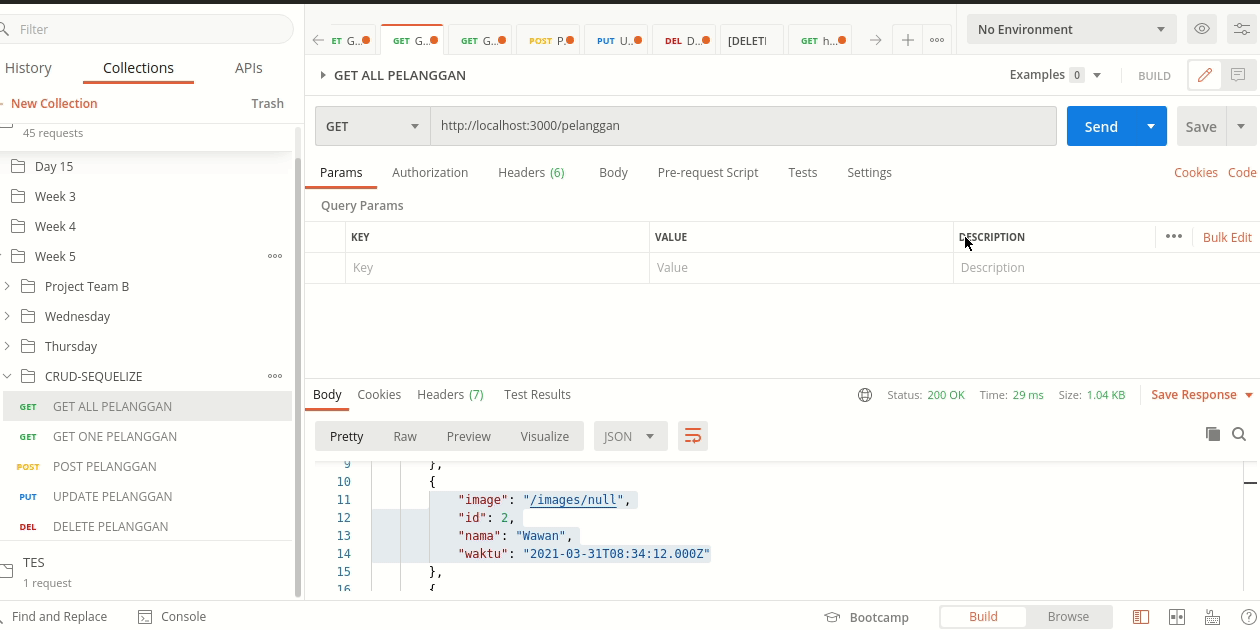 Filter
History Collections APIs
New Collection Trash
45 requests
Day 15
Week 3
Week 4
Week 5
Project Team B
Wednesday
Thursday
CRUD-SEQUELIZE
GET GET ALL PELANGGAN
GET GET ONE PELANGGAN
POST POST PELANGGAN
PUT UPDATE PELANGGAN
DEL DELETE PELANGGAN
TES
1 request
ET G... GET G... GET G... POST P. PUT U.. DEL D... [DELETI GET h...
No Environment
GET ALL PELANGGAN Examples 0 BUILD
GET http://localhost:3000/pelanggan Send Save
Params Authorization Headers (6) Body Pre-request Script Tests Settings Cookies Code
Query Params
KEY VALUE DESCRIPTION Bulk Edit
Key Value Description
Body Cookies Headers (7) Test Results Status: 200 OK Time: 29 ms Size: 1.04 KB Save Response
Pretty Raw Preview Visualize JSON
9 },
10 {
11 "image": "/images/null",
12 "id": 2,
13 "nama": "Wawan",
14 "waktu": "2021-03-31T08:34:12.000Z"
15 },
16 {
Find and Replace Console Bootcamp Build Browse